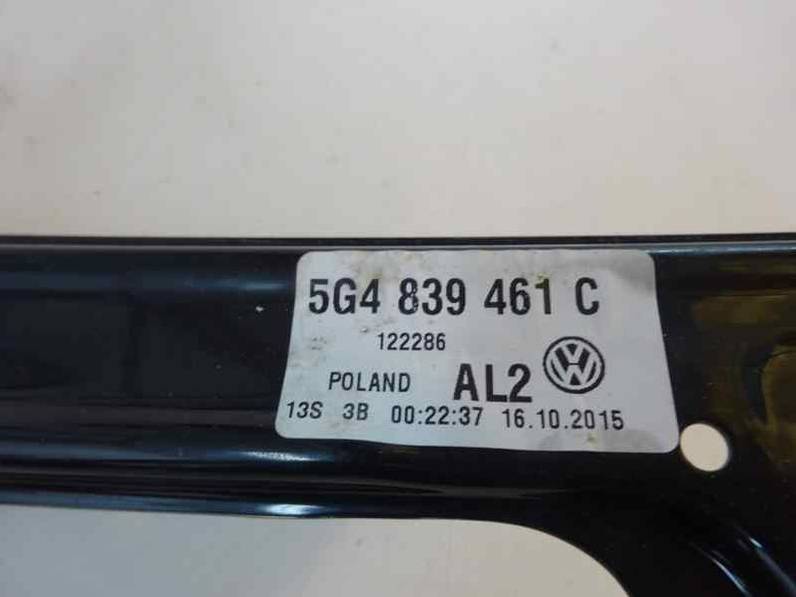 5G4 839 461 C
122286
POLAND AL2
13S 3B 00:22:37 16.10.2015